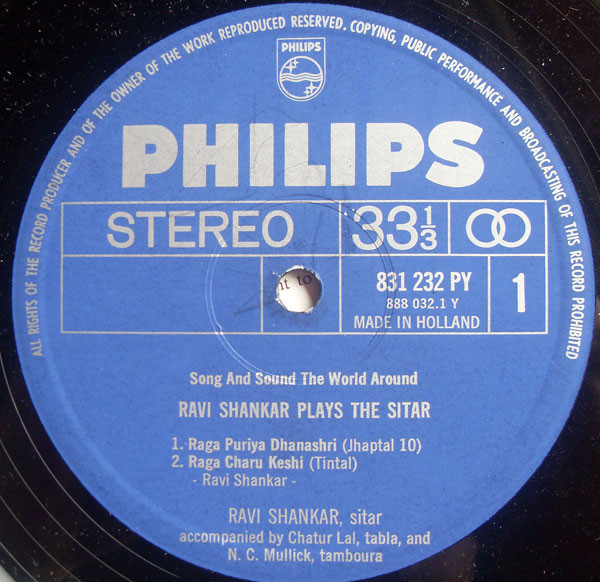 ALL RIGHTS OF THE RECORD PRODUCER AND OF THE OWNER OF THE WORK REPRODUCED RESERVED. COPYING, PUBLIC PERFORMANCE AND BROADCASTING OF THIS RECORD PROHIBITED
PHILIPS
PHILIPS
STEREO 33⅓
831 232 PY 1
888 032.1 Y
MADE IN HOLLAND
it to
Song And Sound The World Around
RAVI SHANKAR PLAYS THE SITAR
1. Raga Puriya Dhanashri (Jhaptal 10)
2. Raga Charu Keshi (Tintal)
- Ravi Shankar -
RAVI SHANKAR, sitar
accompanied by Chatur Lal, tabla, and
N. C. Mullick, tamboura